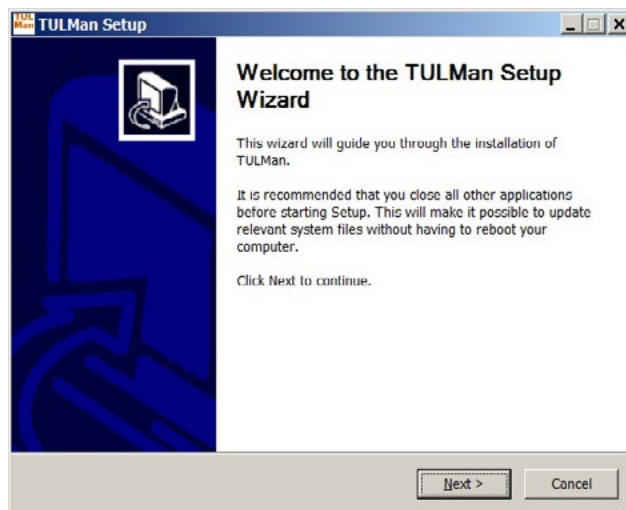 TUL
Man
TULMan Setup
Welcome to the TULMan Setup
Wizard
This wizard will guide you through the installation of
TULMan.
It is recommended that you close all other applications
before starting Setup. This will make it possible to update
relevant system files without having to reboot your
computer.
Click Next to continue.
Next >
Cancel